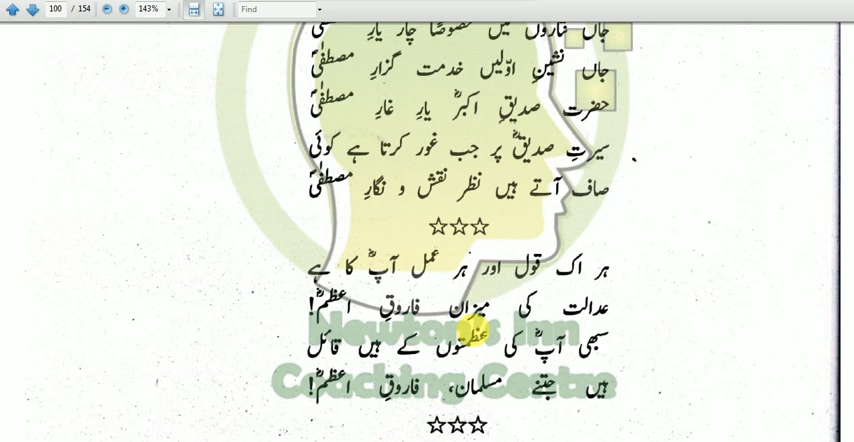 100 / 154 143% Find
جاں نثاروں میں خصوصًا چار یارِ مصطفیٰؐ
جاں نشینِ اوّلیں خدمت گزارِ مصطفیٰؐ
حضرت صدیقِ اکبرؓ یارِ غارِ مصطفیٰؐ
سیرتِ صدیقؓ پر جب غور کرتا ہے کوئی
صاف آتے ہیں نظر نقش و نگارِ مصطفیٰؐ
☆☆☆
ہر اک قول اور ہر عمل آپؓ کا ہے
عدالت کی میزان فاروقِ اعظمؓ!
سبھی آپؓ کی عظمتوں کے ہیں قائل
ہیں جتنے مسلمان، فاروقِ اعظمؓ!
☆☆☆
Newton's Inn
Coaching Centre